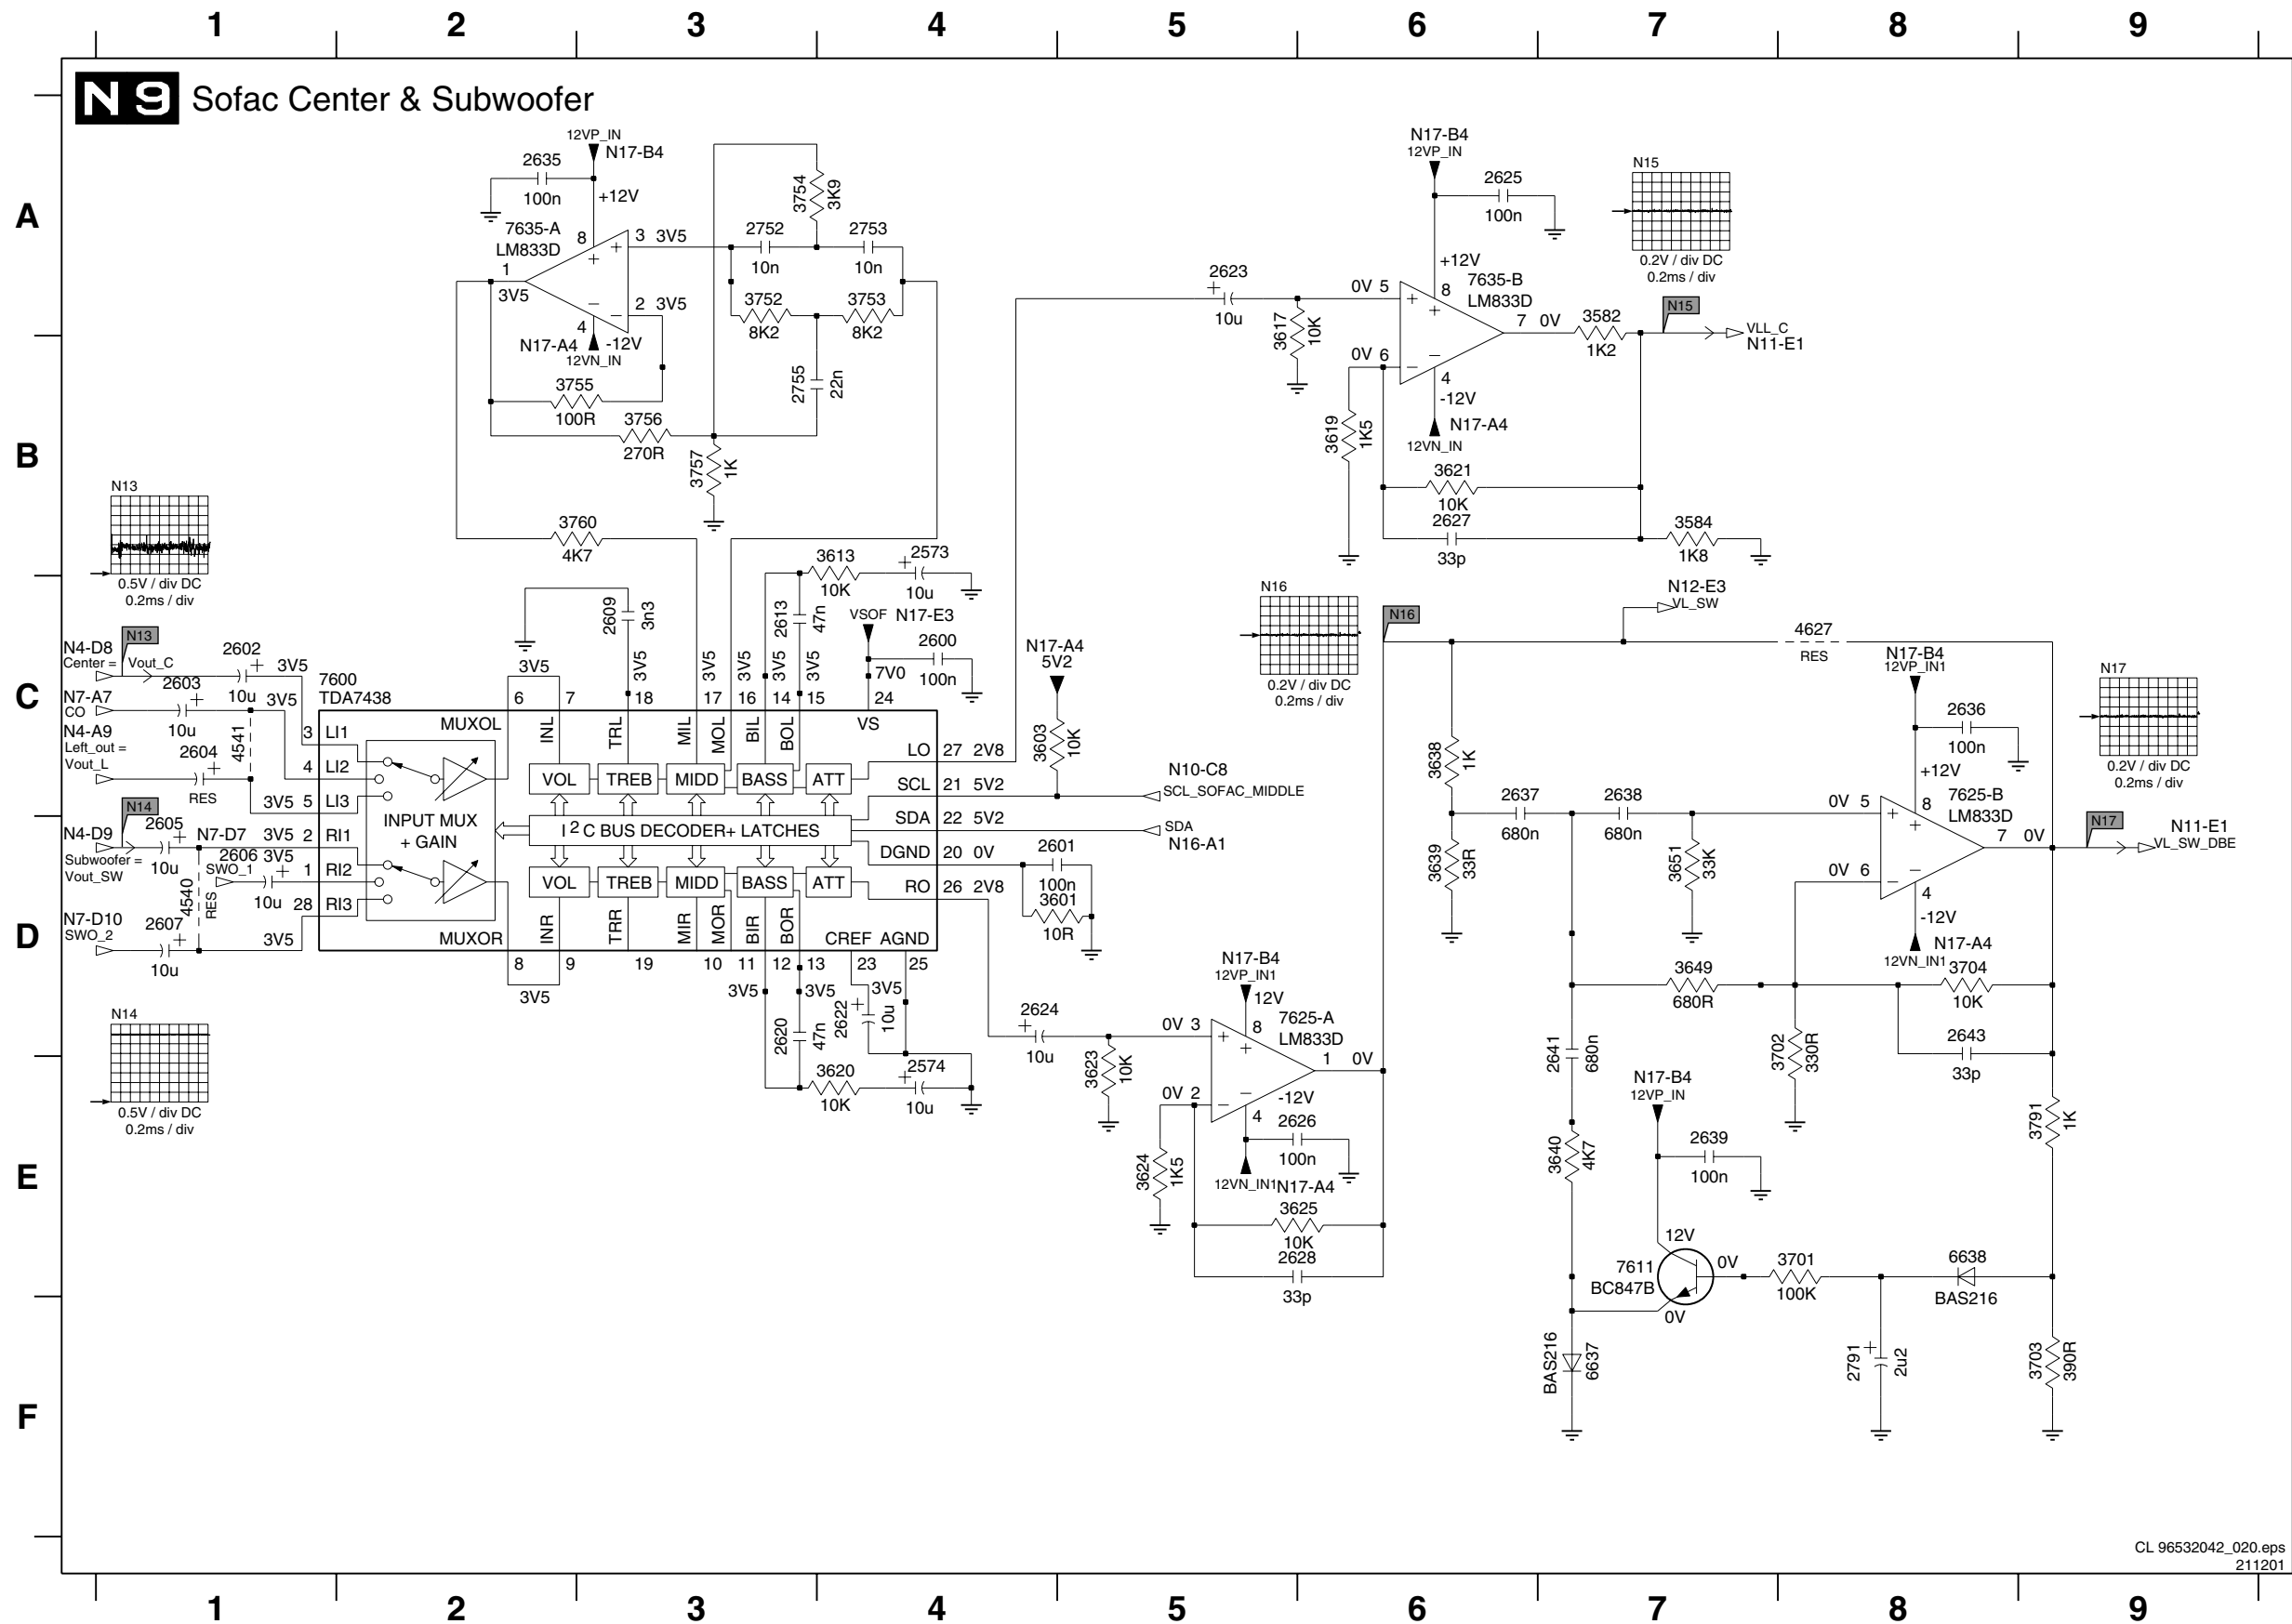 1 2 3 4 5 6 7 8 9
N 9 Sofac Center & Subwoofer
A
B
C
D
E
F
12VP_IN
N17-B4
2635
100n
+12V
7635-A
LM833D
8
3 3V5
1
3V5
2 3V5
4
N17-A4 -12V
12VN_IN
3754
3K9
2752
10n
2753
10n
3752
8K2
3753
8K2
2755
22n
3755
100R
3756
270R
3757
1K
3760
4K7
N17-B4
12VP_IN
2625
100n
+12V
2623
+
10u
3617
10K
0V 5
8
7635-B
LM833D
7 0V
0V 6
4
-12V
N17-A4
12VN_IN
3619
1K5
3621
10K
2627
33p
3582
1K2
N15
0.2V / div DC
0.2ms / div
N15
VLL_C
N11-E1
3584
1K8
N13
0.5V / div DC
0.2ms / div
3613
10K
+ 2573
10u
2609
3n3
2613
47n
VSOF N17-E3
2600
100n
7V0
3V5
3V5
3V5
3V5
3V5
N4-D8
Center = Vout_C
N13
2602
+
10u
3V5
N7-A7
CO
2603
+
10u
3V5
N4-A9
Left_out =
Vout_L
2604
+
RES
4541
3V5
N14
N4-D9
Subwoofer =
Vout_SW
2605
+
10u
N7-D7
2606
SWO_1
+
10u
3V5
3V5
4540
RES
N7-D10
SWO_2
2607
+
10u
3V5
7600
TDA7438
3V5
6 7 18 17 16 14 15 24
MUXOL
INL
TRL
MIL
MOL
BIL
BOL
VS
3 LI1
4 LI2
5 LI3
2 RI1
1 RI2
28 RI3
INPUT MUX
+ GAIN
VOL TREB MIDD BASS ATT
I 2 C BUS DECODER+ LATCHES
VOL TREB MIDD BASS ATT
LO 27 2V8
SCL 21 5V2
SDA 22 5V2
DGND 20 0V
RO 26 2V8
MUXOR
INR
TRR
MIR
MOR
BIR
BOR
CREF AGND
8 9 19 10 11 12 13 23 25
3V5
3V5
3V5
3V5
2620
47n
2622
+
10u
3620
10K
+ 2574
10u
N14
0.5V / div DC
0.2ms / div
N17-A4
5V2
3603
10K
N10-C8
SCL_SOFAC_MIDDLE
SDA
N16-A1
2601
100n
3601
10R
2624
+
10u
3623
10K
N17-B4
12VP_IN1
12V
8
7625-A
LM833D
0V 3
1 0V
0V 2
-12V
4
2626
100n
3624
1K5
12VN_IN1 N17-A4
3625
10K
2628
33p
N16
0.2V / div DC
0.2ms / div
N16
N12-E3
VL_SW
4627
RES
3638
1K
3639
33R
2637
680n
2638
680n
3651
33K
N17-B4
12VP_IN1
2636
100n
+12V
0V 5
8
7625-B
LM833D
7 0V
0V 6
4
-12V
N17-A4
12VN_IN1
N17
0.2V / div DC
0.2ms / div
N17
N11-E1
VL_SW_DBE
3649
680R
3704
10K
2643
33p
3702
330R
2641
680n
3640
4K7
N17-B4
12VP_IN
2639
100n
12V
7611
BC847B
0V
0V
3701
100K
6638
BAS216
3791
1K
3703
390R
2791
+
2u2
BAS216
6637
CL 96532042_020.eps
211201
1 2 3 4 5 6 7 8 9